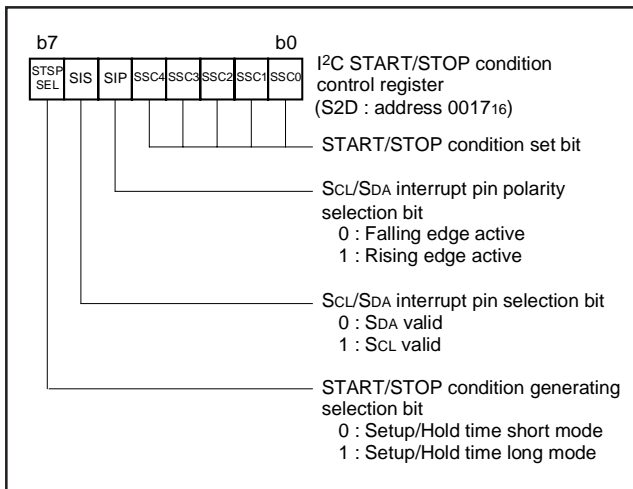 b7 b0
STSP SEL SIS SIP SSC4 SSC3 SSC2 SSC1 SSC0
I2C START/STOP condition
control register
(S2D : address 001716)
START/STOP condition set bit
SCL/SDA interrupt pin polarity
selection bit
0 : Falling edge active
1 : Rising edge active
SCL/SDA interrupt pin selection bit
0 : SDA valid
1 : SCL valid
START/STOP condition generating
selection bit
0 : Setup/Hold time short mode
1 : Setup/Hold time long mode